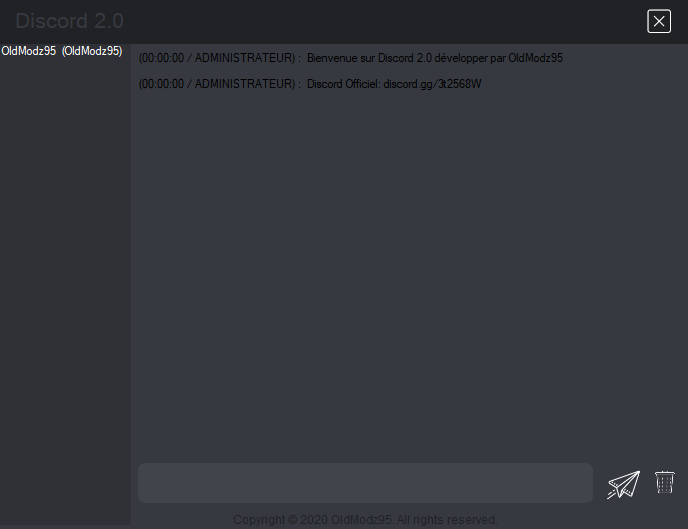 Discord 2.0
OldModz95 (OldModz95)
(00:00:00 / ADMINISTRATEUR) : Bienvenue sur Discord 2.0 développer par OldModz95
(00:00:00 / ADMINISTRATEUR) : Discord Officiel: discord.gg/3t2568W
Copyright © 2020 OldModz95. All rights reserved.